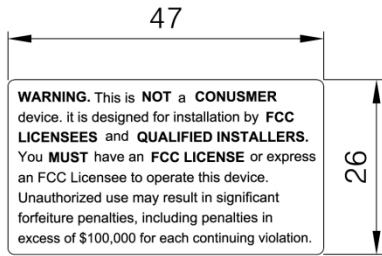 47
WARNING. This is NOT a CONUSMER
device. it is designed for installation by FCC
LICENSEES and QUALIFIED INSTALLERS.
You MUST have an FCC LICENSE or express
an FCC Licensee to operate this device.
Unauthorized use may result in significant
forfeiture penalties, including penalties in
excess of $100,000 for each continuing violation.
26